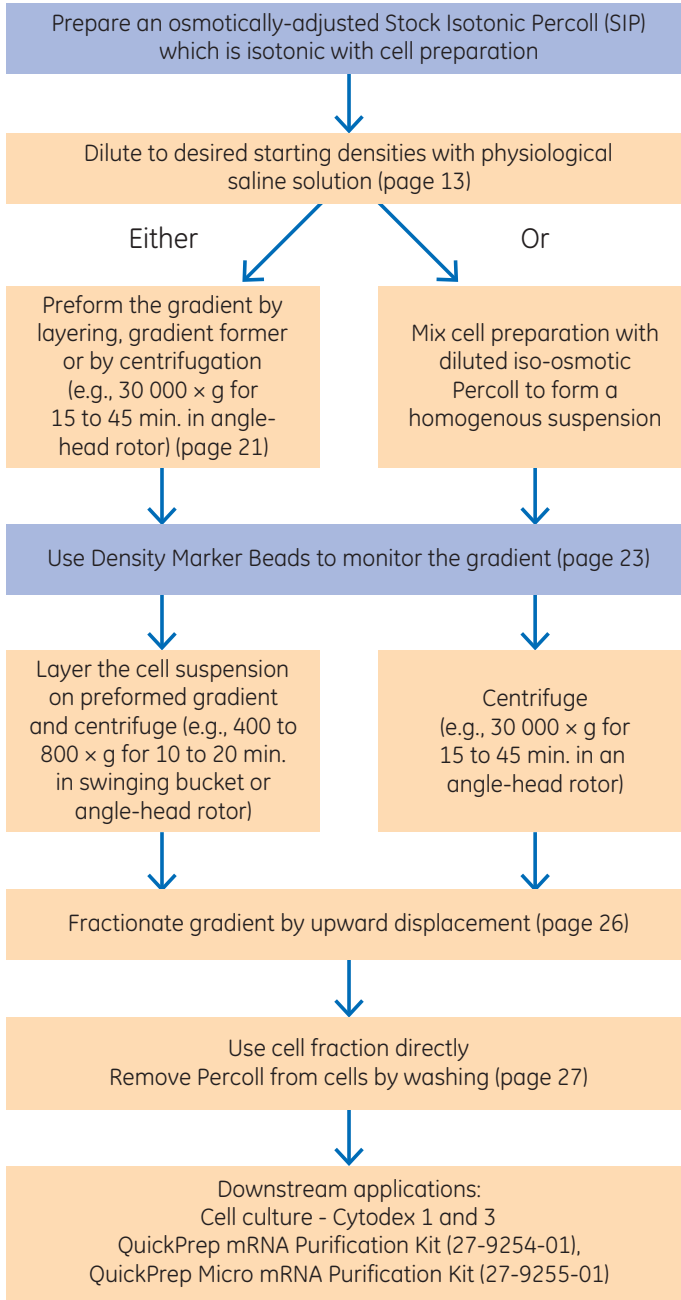 Prepare an osmotically-adjusted Stock Isotonic Percoll (SIP)
which is isotonic with cell preparation
Dilute to desired starting densities with physiological
saline solution (page 13)
Either
Or
Preform the gradient by
layering, gradient former
or by centrifugation
(e.g., 30 000 × g for
15 to 45 min. in angle-
head rotor) (page 21)
Mix cell preparation with
diluted iso-osmotic
Percoll to form a
homogenous suspension
Use Density Marker Beads to monitor the gradient (page 23)
Layer the cell suspension
on preformed gradient
and centrifuge (e.g., 400 to
800 × g for 10 to 20 min.
in swinging bucket or
angle-head rotor)
Centrifuge
(e.g., 30 000 × g for
15 to 45 min. in an
angle-head rotor)
Fractionate gradient by upward displacement (page 26)
Use cell fraction directly
Remove Percoll from cells by washing (page 27)
Downstream applications:
Cell culture - Cytodex 1 and 3
QuickPrep mRNA Purification Kit (27-9254-01),
QuickPrep Micro mRNA Purification Kit (27-9255-01)